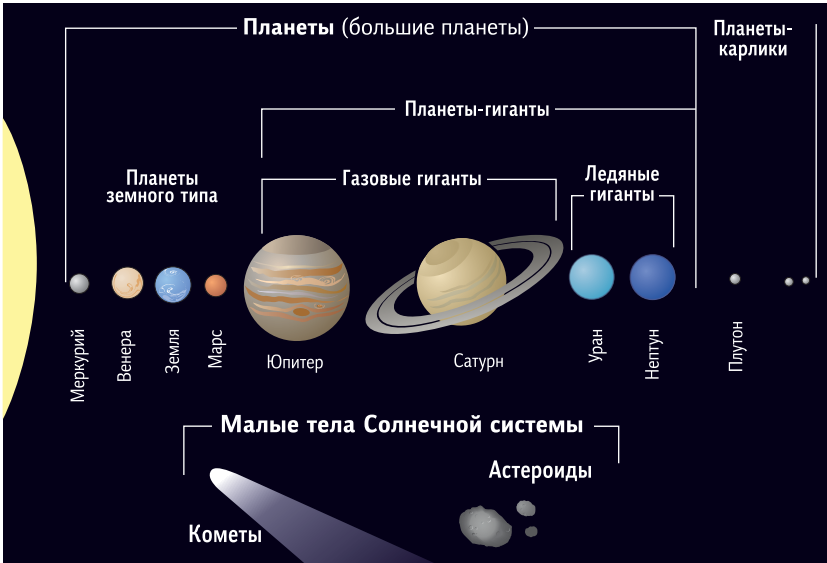 Планеты (большие планеты)
Планеты-
карлики
Планеты-гиганты
Планеты
земного типа
Газовые гиганты
Ледяные
гиганты
Меркурий
Венера
Земля
Марс
Юпитер
Сатурн
Уран
Нептун
Плутон
Малые тела Солнечной системы
Астероиды
Кометы